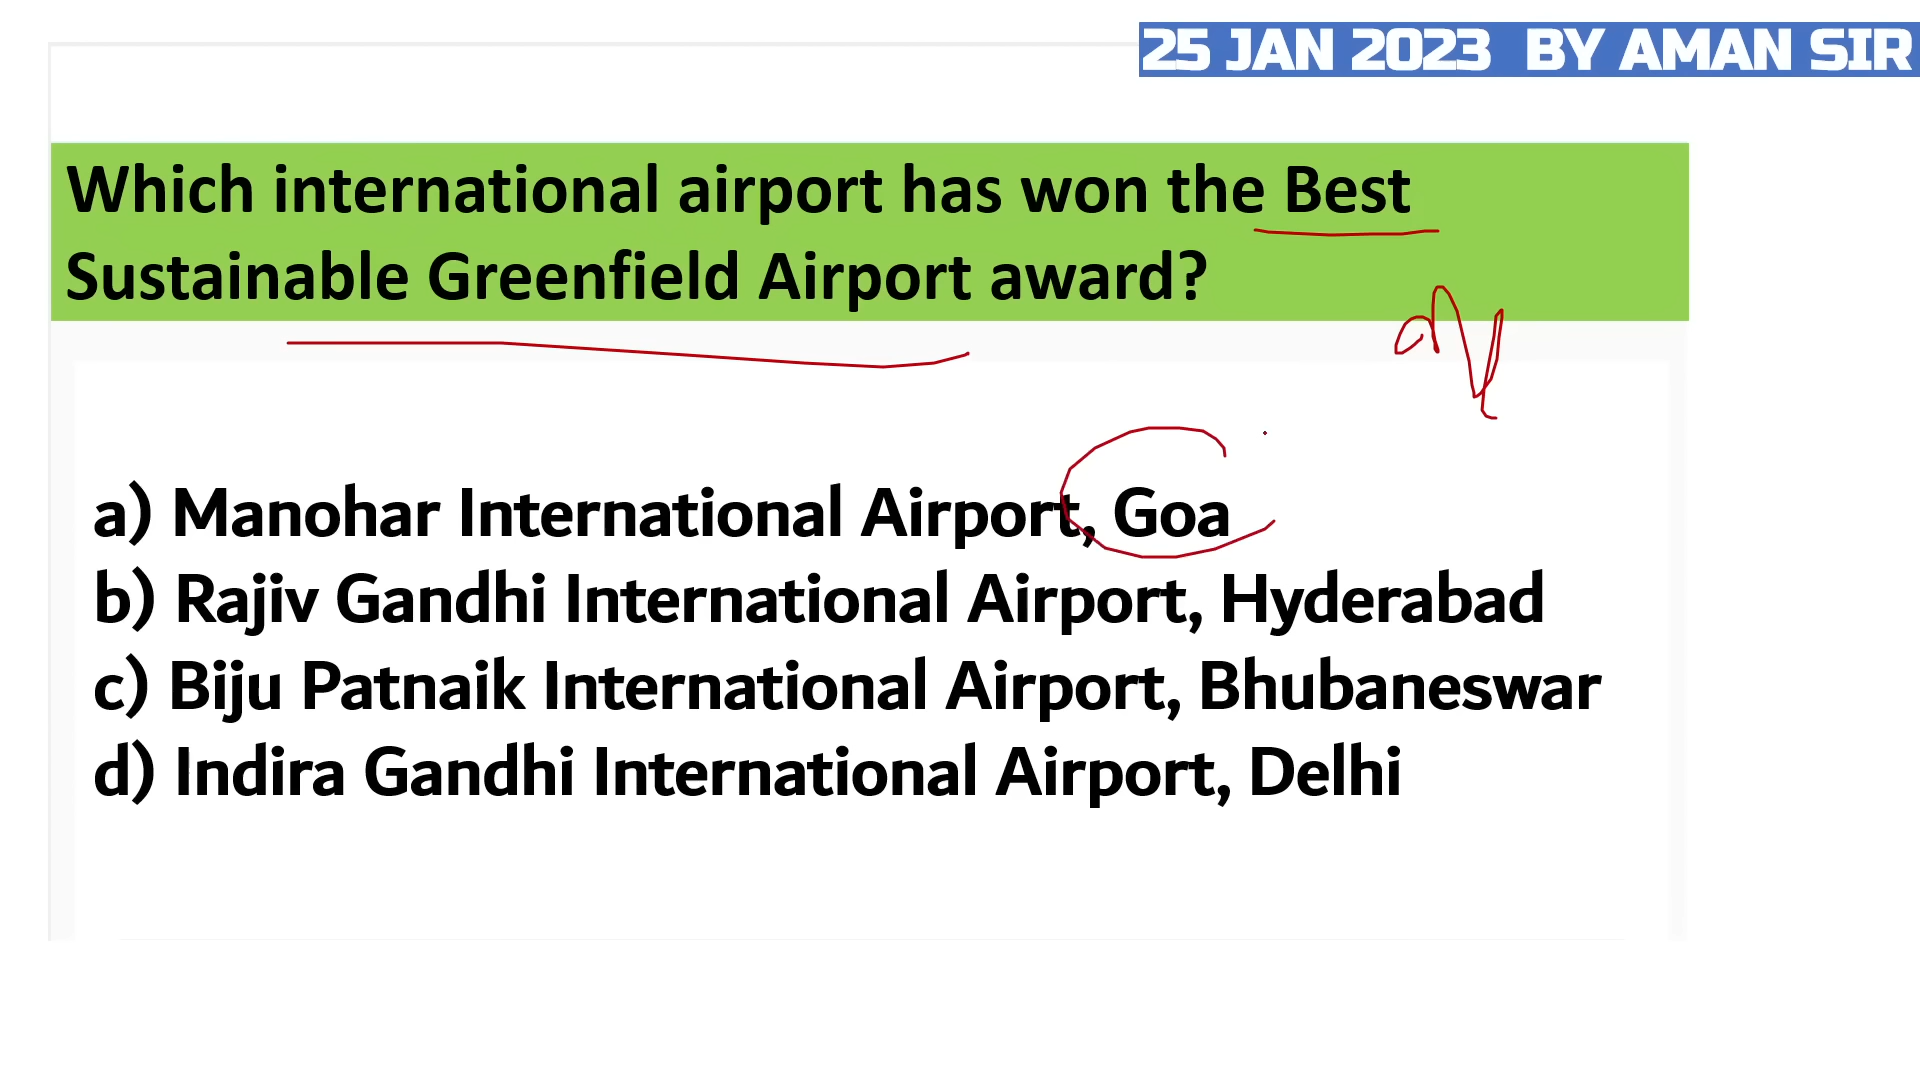 25 JAN 2023 BY AMAN SIR
Which international airport has won the Best
Sustainable Greenfield Airport award?
a) Manohar International Airport, Goa
b) Rajiv Gandhi International Airport, Hyderabad
c) Biju Patnaik International Airport, Bhubaneswar
d) Indira Gandhi International Airport, Delhi